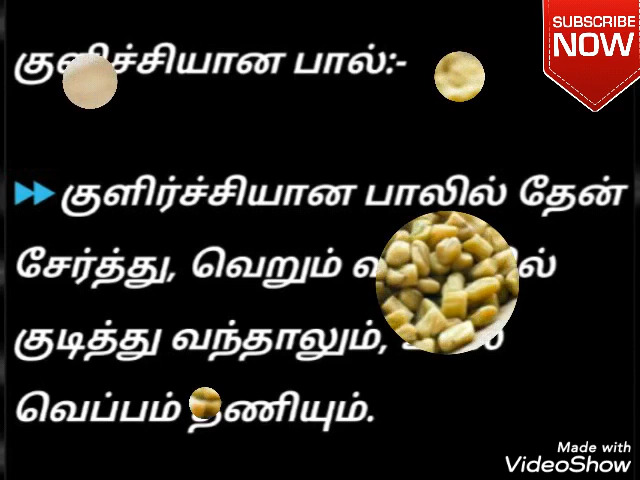 பால்:-
குளிர்ச்சியான பாலில் தேன்
சேர்த்து, வெறும்
குடித்து வந்தாலும்,
வெப்பம்
SUBSCRIBE
NOW
Made with
VideoShow